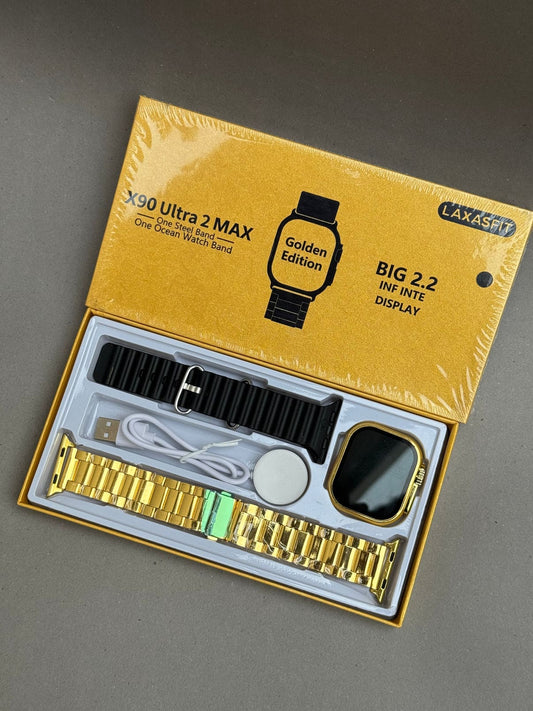 LAXASFIT
X90 Ultra 2 MAX
One Steel Band
One Ocean Watch Band
Golden
Edition
BIG 2.2
INF INTE
DISPLAY